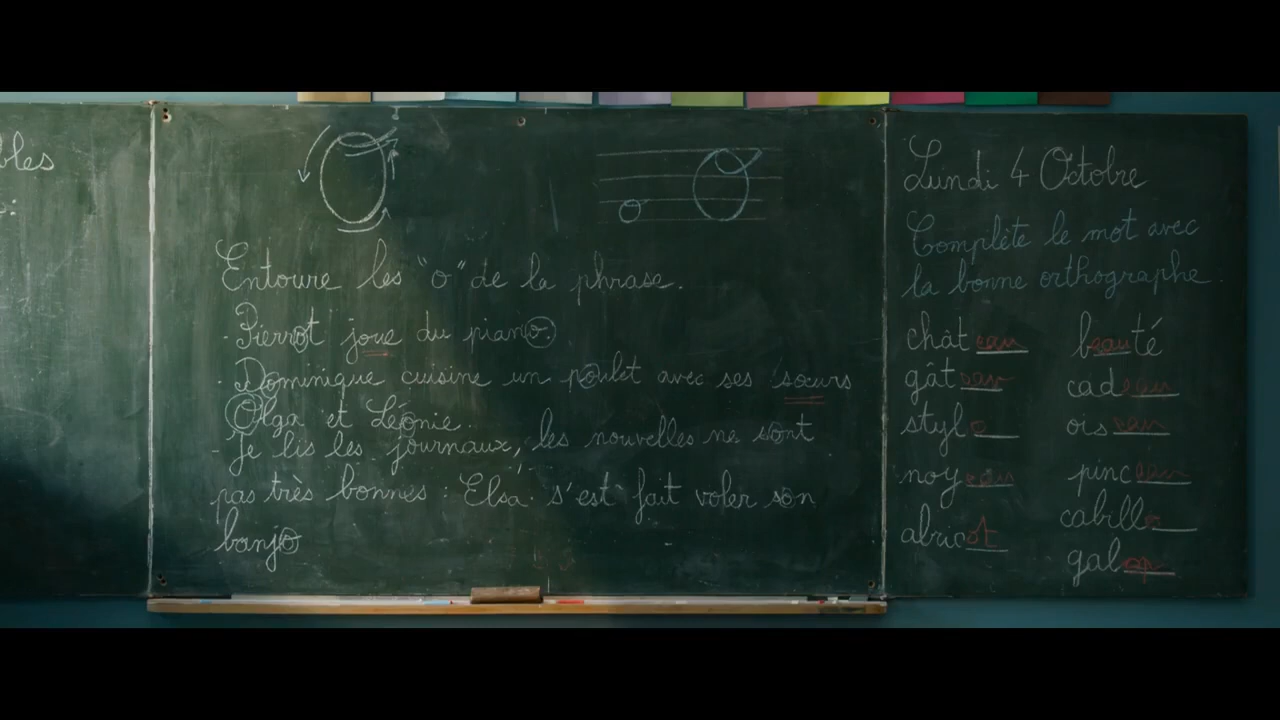 bles
Entoure les "o" de la phrase.
- Pierrot joue du piano.
- Dominique cuisine un poulet avec ses sœurs
Olga et Léonie.
- Je lis les journaux, les nouvelles ne sont
pas très bonnes : Elsa s'est fait voler son
banjo
Lundi 4 Octobre
Complète le mot avec
la bonne orthographe.
château beauté
gâteau cadeau
stylo oiseau
noyeau pinceau
abricot cabillo
galop